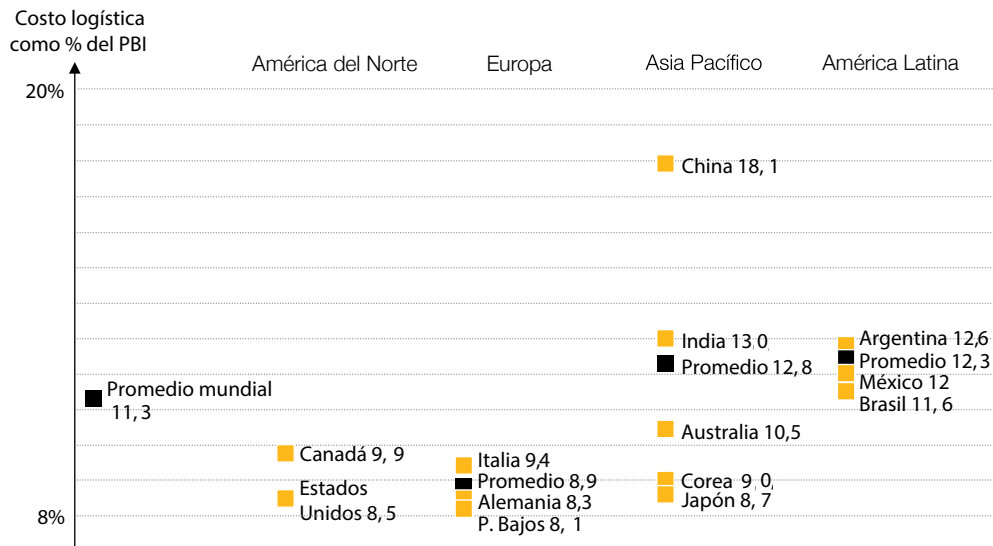 Costo logística
como % del PBI
América del Norte
Europa
Asia Pacífico
América Latina
20%
8%
Promedio mundial
11, 3
Canadá 9, 9
Estados
Unidos 8, 5
Italia 9,4
Promedio 8,9
Alemania 8,3
P. Bajos 8, 1
China 18, 1
India 13,0
Promedio 12, 8
Australia 10,5
Corea 9 0,
Japón 8, 7
Argentina 12,6
Promedio 12, 3
México 12
Brasil 11, 6